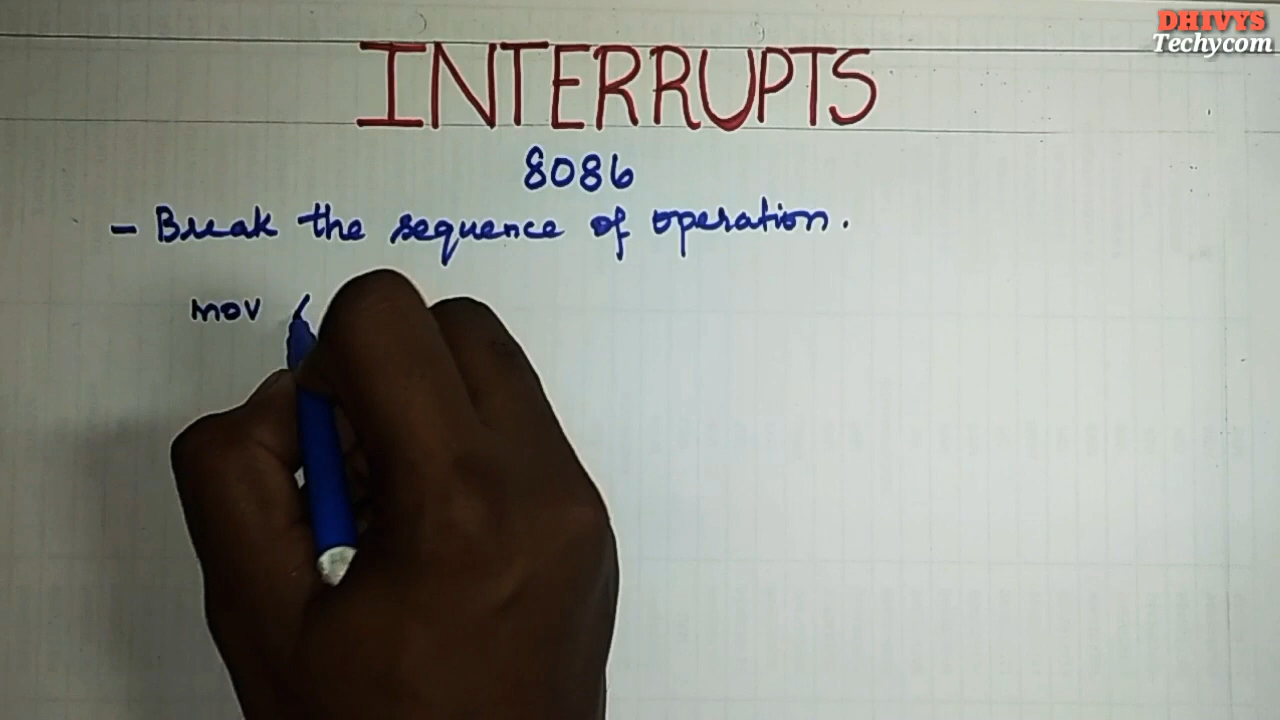 DHIVYS
Techycom
INTERRUPTS
8086
- Break the sequence of operation.
mov